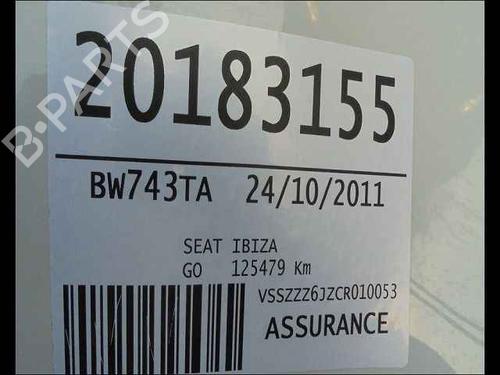 20183155
B-PARTS
BW743TA 24/10/2011
SEAT IBIZA
GO 125479 Km
VSSZZZ6JZCR010053
ASSURANCE